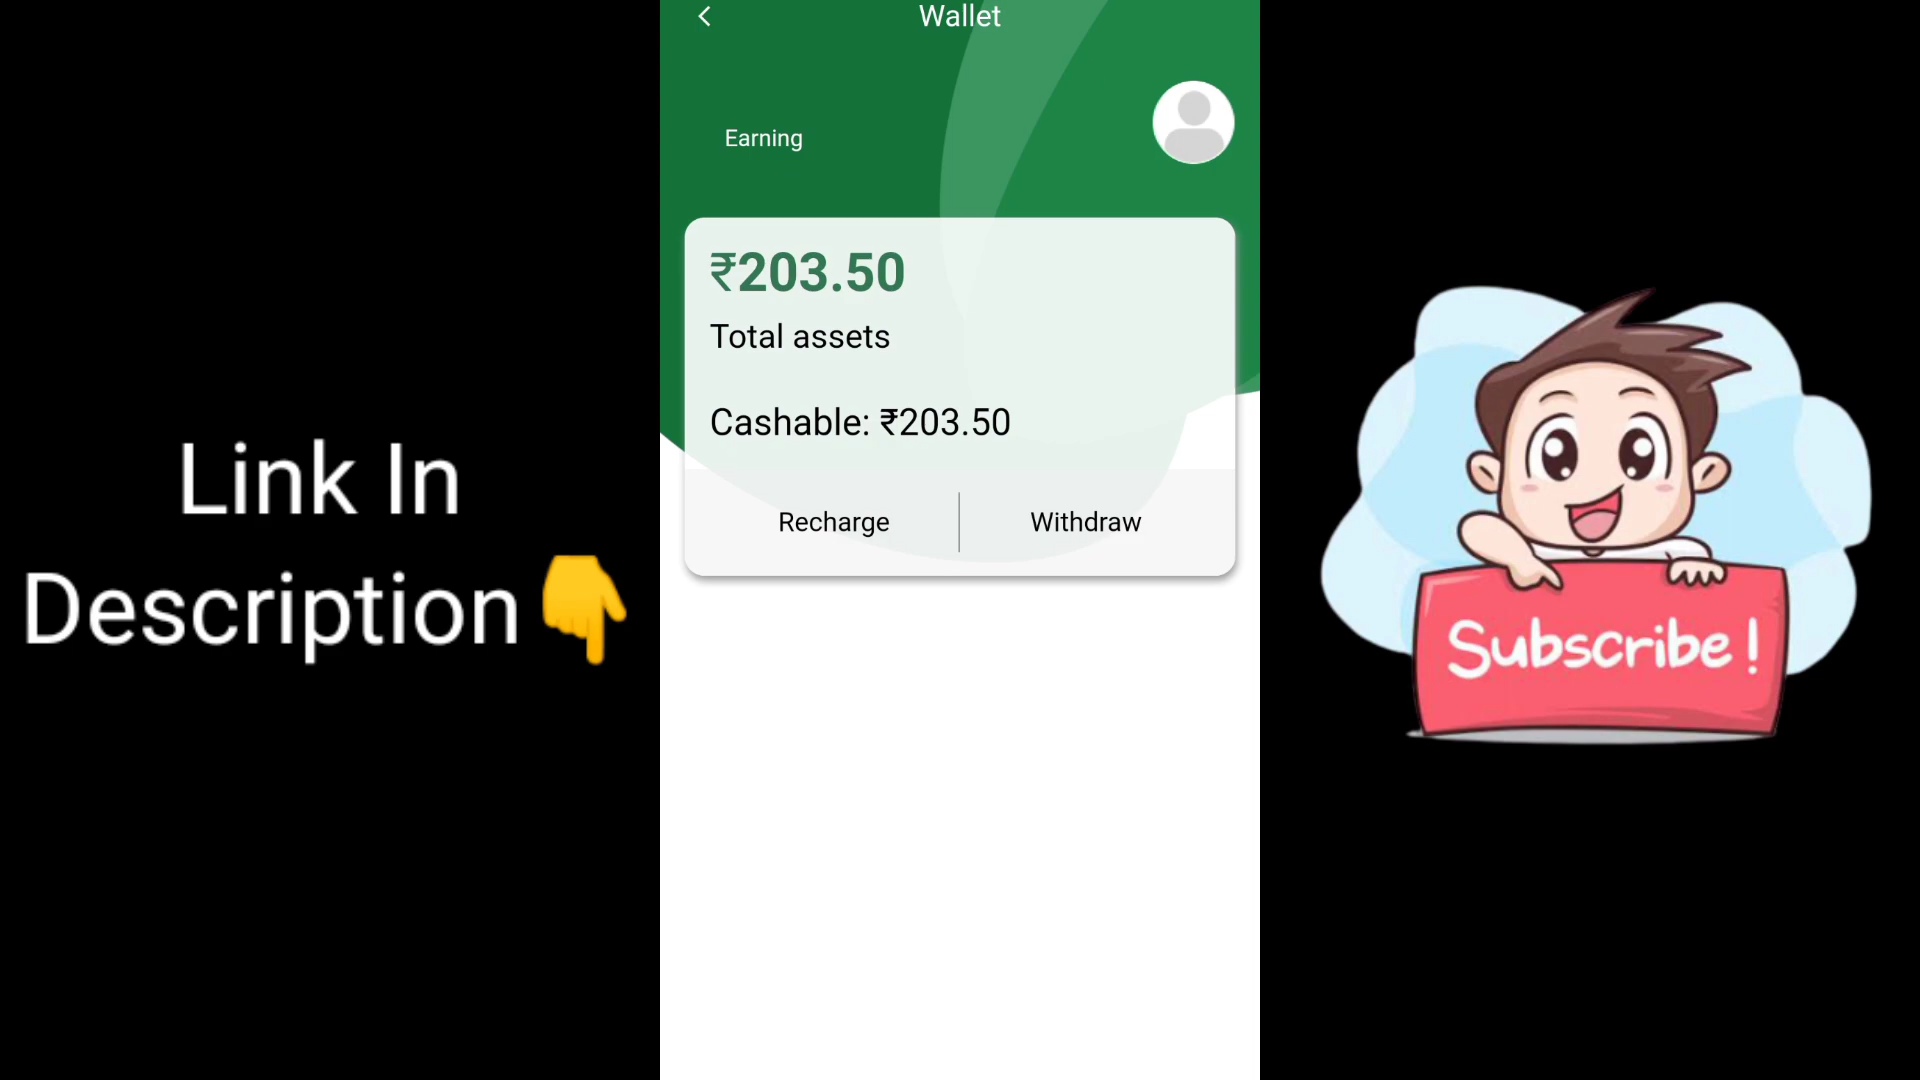 Wallet
Earning
₹203.50
Total assets
Cashable: ₹203.50
Recharge
Withdraw
Link In
Description👇
Subscribe!